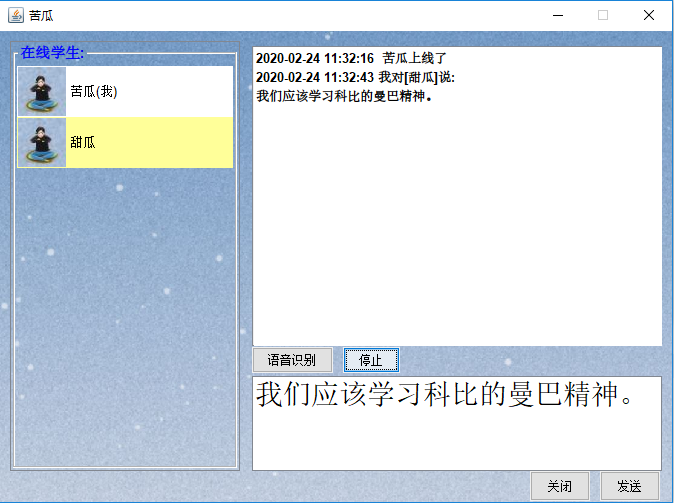 苦瓜
在线学生:
苦瓜(我)
甜瓜
2020-02-24 11:32:16  苦瓜上线了
2020-02-24 11:32:43 我对[甜瓜]说:
我们应该学习科比的曼巴精神。
语音识别
停止
我们应该学习科比的曼巴精神。
关闭
发送